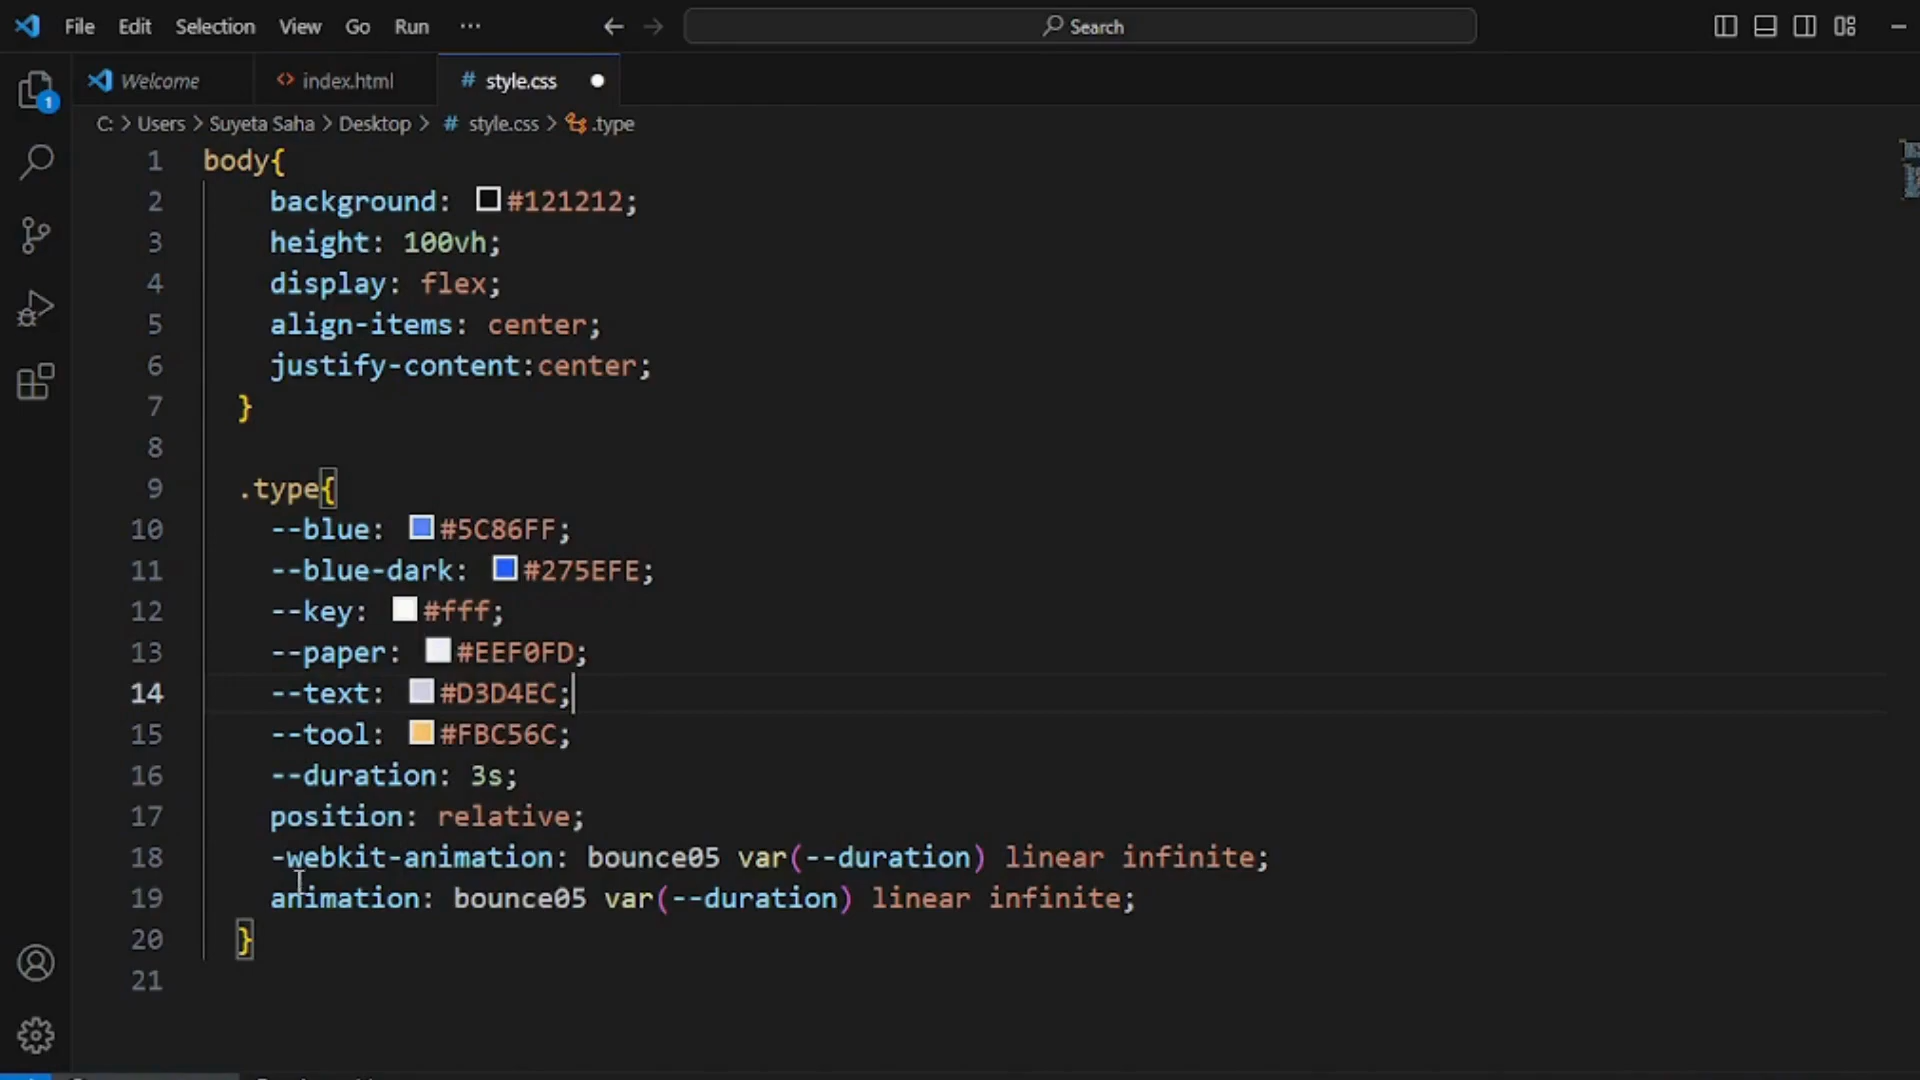 File Edit Selection View Go Run ··· Search
Welcome index.html # style.css
C: > Users > Suyeta Saha > Desktop > # style.css > .type
1 body{
2 background: #121212;
3 height: 100vh;
4 display: flex;
5 align-items: center;
6 justify-content:center;
7 }
8
9 .type{
10 --blue: #5C86FF;
11 --blue-dark: #275EFE;
12 --key: #fff;
13 --paper: #EEF0FD;
14 --text: #D3D4EC;
15 --tool: #FBC56C;
16 --duration: 3s;
17 position: relative;
18 -webkit-animation: bounce05 var(--duration) linear infinite;
19 animation: bounce05 var(--duration) linear infinite;
20 }
21
1